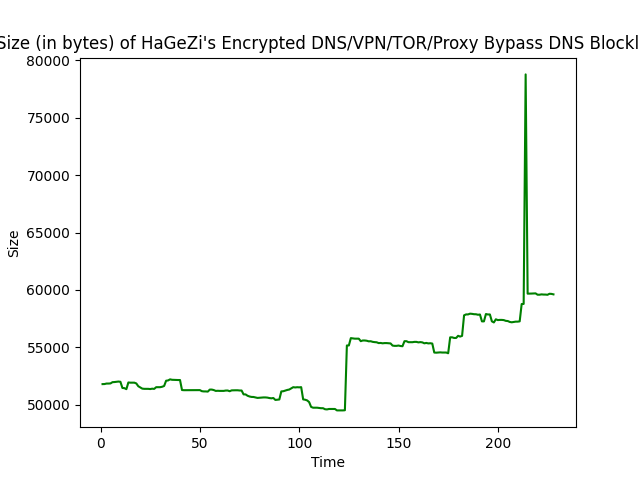 Size (in bytes) of HaGeZi's Encrypted DNS/VPN/TOR/Proxy Bypass DNS Blockl
80000
75000
70000
65000
60000
55000
50000
Size
0 50 100 150 200
Time